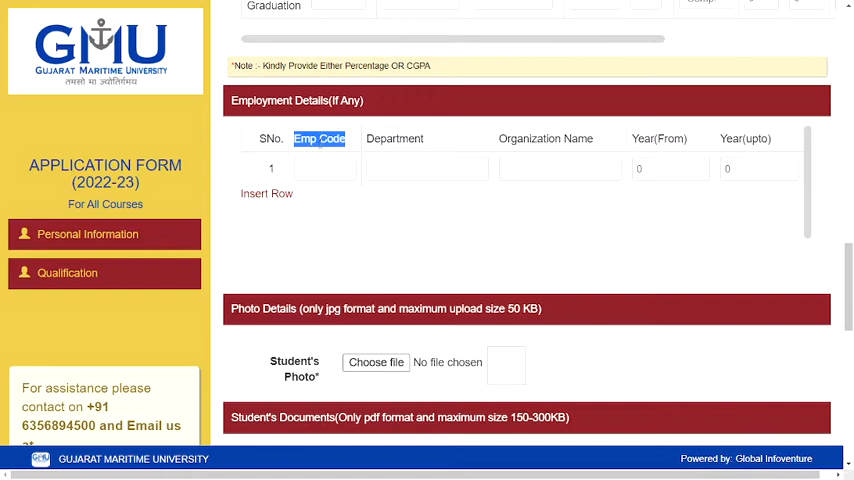 GMU
GUJARAT MARITIME UNIVERSITY
तमसो मा ज्योतिर्गमय
APPLICATION FORM
(2022-23)
For All Courses
Personal Information
Qualification
For assistance please
contact on +91
6356894500 and Email us
at
Graduation
*Note :- Kindly Provide Either Percentage OR CGPA
Employment Details(If Any)
SNo. Emp Code Department Organization Name Year(From) Year(upto)
1 0 0
Insert Row
Photo Details (only jpg format and maximum upload size 50 KB)
Student's Photo* Choose file No file chosen
Student's Documents(Only pdf format and maximum size 150-300KB)
GMU GUJARAT MARITIME UNIVERSITY Powered by: Global Infoventure